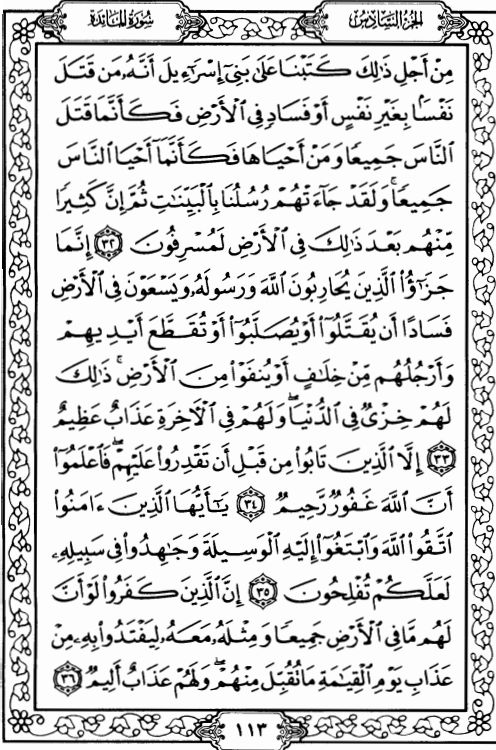 الجزء السادس
سورة المائدة
مِنْ أَجْلِ ذَٰلِكَ كَتَبْنَا عَلَىٰ بَنِىٓ إِسْرَٰٓءِيلَ أَنَّهُۥ مَن قَتَلَ
نَفْسًۢا بِغَيْرِ نَفْسٍ أَوْ فَسَادٍ فِى ٱلْأَرْضِ فَكَأَنَّمَا قَتَلَ
ٱلنَّاسَ جَمِيعًا وَمَنْ أَحْيَاهَا فَكَأَنَّمَآ أَحْيَا ٱلنَّاسَ
جَمِيعًا ۚ وَلَقَدْ جَآءَتْهُمْ رُسُلُنَا بِٱلْبَيِّنَٰتِ ثُمَّ إِنَّ كَثِيرًا
مِّنْهُم بَعْدَ ذَٰلِكَ فِى ٱلْأَرْضِ لَمُسْرِفُونَ ٣٢ إِنَّمَا
جَزَٰٓؤُا۟ ٱلَّذِينَ يُحَارِبُونَ ٱللَّهَ وَرَسُولَهُۥ وَيَسْعَوْنَ فِى ٱلْأَرْضِ
فَسَادًا أَن يُقَتَّلُوٓا۟ أَوْ يُصَلَّبُوٓا۟ أَوْ تُقَطَّعَ أَيْدِيهِمْ
وَأَرْجُلُهُم مِّنْ خِلَٰفٍ أَوْ يُنفَوْا۟ مِنَ ٱلْأَرْضِ ۚ ذَٰلِكَ
لَهُمْ خِزْىٌ فِى ٱلدُّنْيَا ۖ وَلَهُمْ فِى ٱلْءَاخِرَةِ عَذَابٌ عَظِيمٌ
٣٣ إِلَّا ٱلَّذِينَ تَابُوا۟ مِن قَبْلِ أَن تَقْدِرُوا۟ عَلَيْهِمْ ۖ فَٱعْلَمُوٓا۟
أَنَّ ٱللَّهَ غَفُورٌ رَّحِيمٌ ٣٤ يَٰٓأَيُّهَا ٱلَّذِينَ ءَامَنُوا۟
ٱتَّقُوا۟ ٱللَّهَ وَٱبْتَغُوٓا۟ إِلَيْهِ ٱلْوَسِيلَةَ وَجَٰهِدُوا۟ فِى سَبِيلِهِۦ
لَعَلَّكُمْ تُفْلِحُونَ ٣٥ إِنَّ ٱلَّذِينَ كَفَرُوا۟ لَوْ أَنَّ
لَهُم مَّا فِى ٱلْأَرْضِ جَمِيعًا وَمِثْلَهُۥ مَعَهُۥ لِيَفْتَدُوا۟ بِهِۦ مِنْ
عَذَابِ يَوْمِ ٱلْقِيَٰمَةِ مَا تُقُبِّلَ مِنْهُمْ ۖ وَلَهُمْ عَذَابٌ أَلِيمٌ ٣٦
١١٣